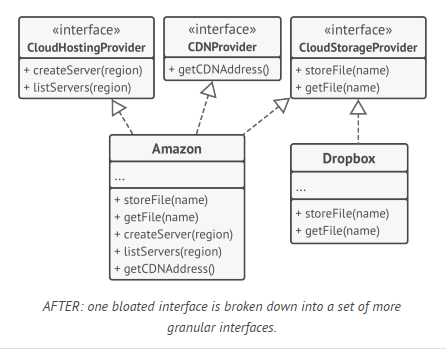 «interface»
CloudHostingProvider
+ createServer(region)
+ listServers(region)
«interface»
CDNProvider
+ getCDNAddress()
«interface»
CloudStorageProvider
+ storeFile(name)
+ getFile(name)
Amazon
...
+ storeFile(name)
+ getFile(name)
+ createServer(region)
+ listServers(region)
+ getCDNAddress()
Dropbox
...
+ storeFile(name)
+ getFile(name)
AFTER: one bloated interface is broken down into a set of more
granular interfaces.